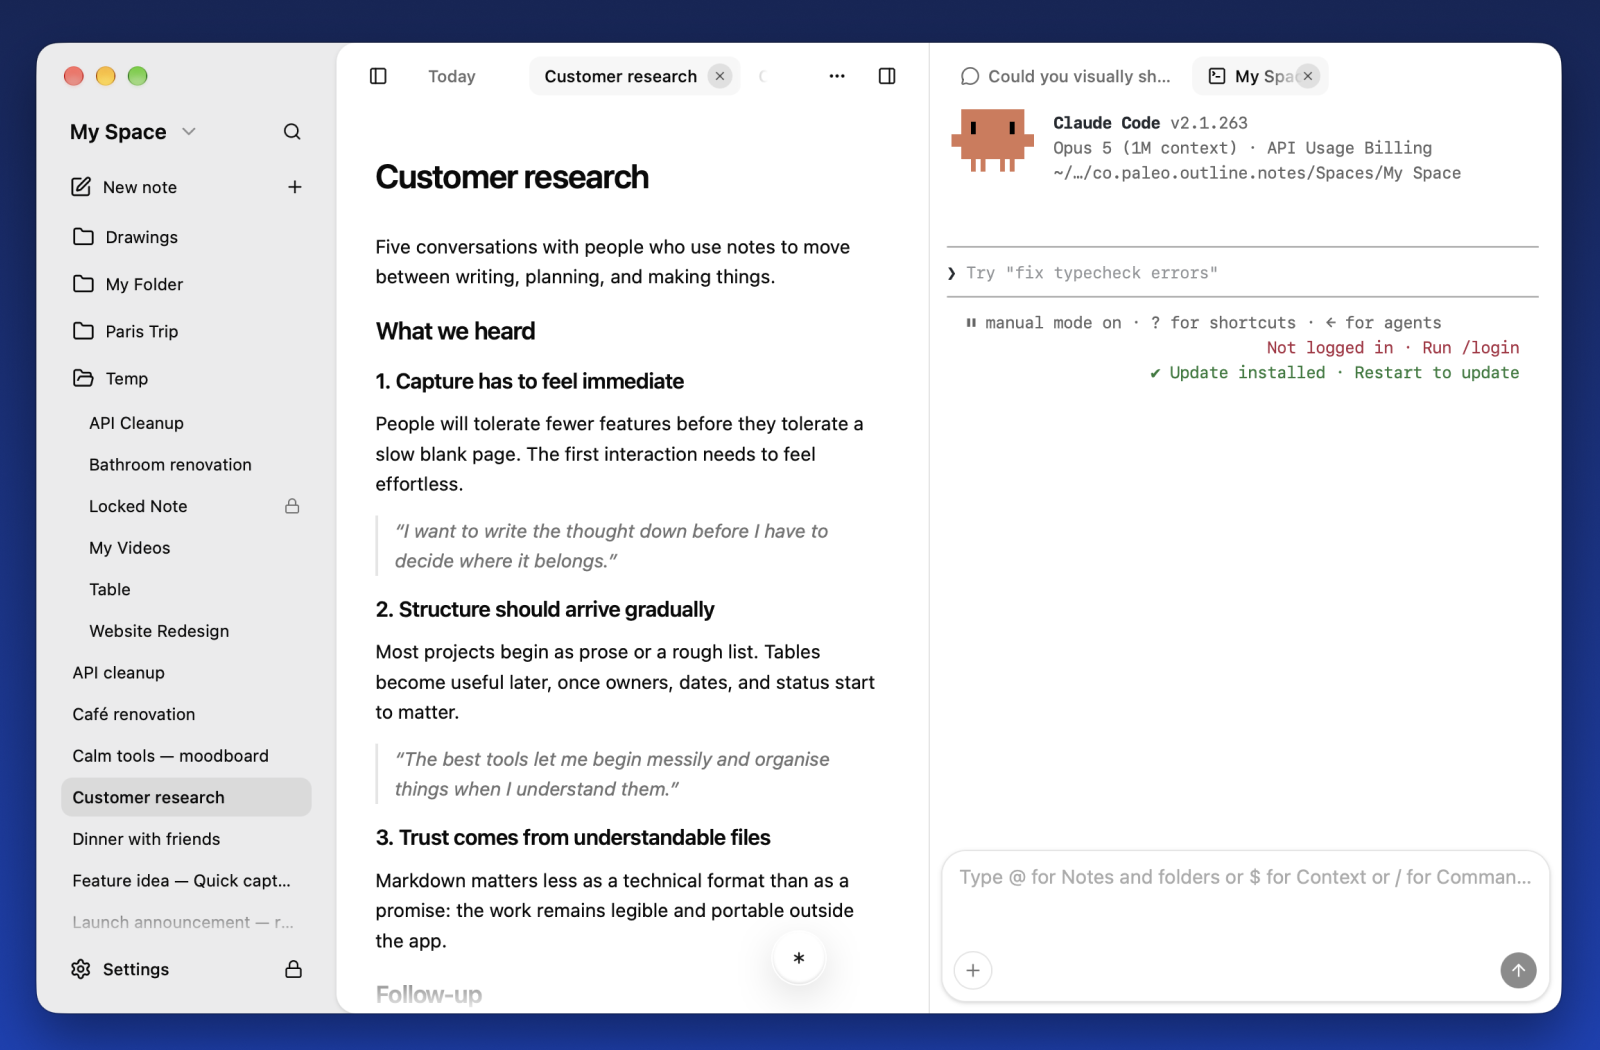 My Space
New note
Drawings
My Folder
Paris Trip
Temp
API Cleanup
Bathroom renovation
Locked Note
My Videos
Table
Website Redesign
API cleanup
Café renovation
Calm tools — moodboard
Customer research
Dinner with friends
Feature idea — Quick capt...
Launch announcement — r...
Settings
Today
Customer research
Customer research
Five conversations with people who use notes to move
between writing, planning, and making things.
What we heard
1. Capture has to feel immediate
People will tolerate fewer features before they tolerate a
slow blank page. The first interaction needs to feel
effortless.
“I want to write the thought down before I have to
decide where it belongs.”
2. Structure should arrive gradually
Most projects begin as prose or a rough list. Tables
become useful later, once owners, dates, and status start
to matter.
“The best tools let me begin messily and organise
things when I understand them.”
3. Trust comes from understandable files
Markdown matters less as a technical format than as a
promise: the work remains legible and portable outside
the app.
Follow-up
Could you visually sh...
My Spa
Claude Code v2.1.263
Opus 5 (1M context) · API Usage Billing
~/…/co.paleo.outline.notes/Spaces/My Space
❯ Try "fix typecheck errors"
⏸ manual mode on · ? for shortcuts · ← for agents
Not logged in · Run /login
✔ Update installed · Restart to update
Type @ for Notes and folders or $ for Context or / for Comman...